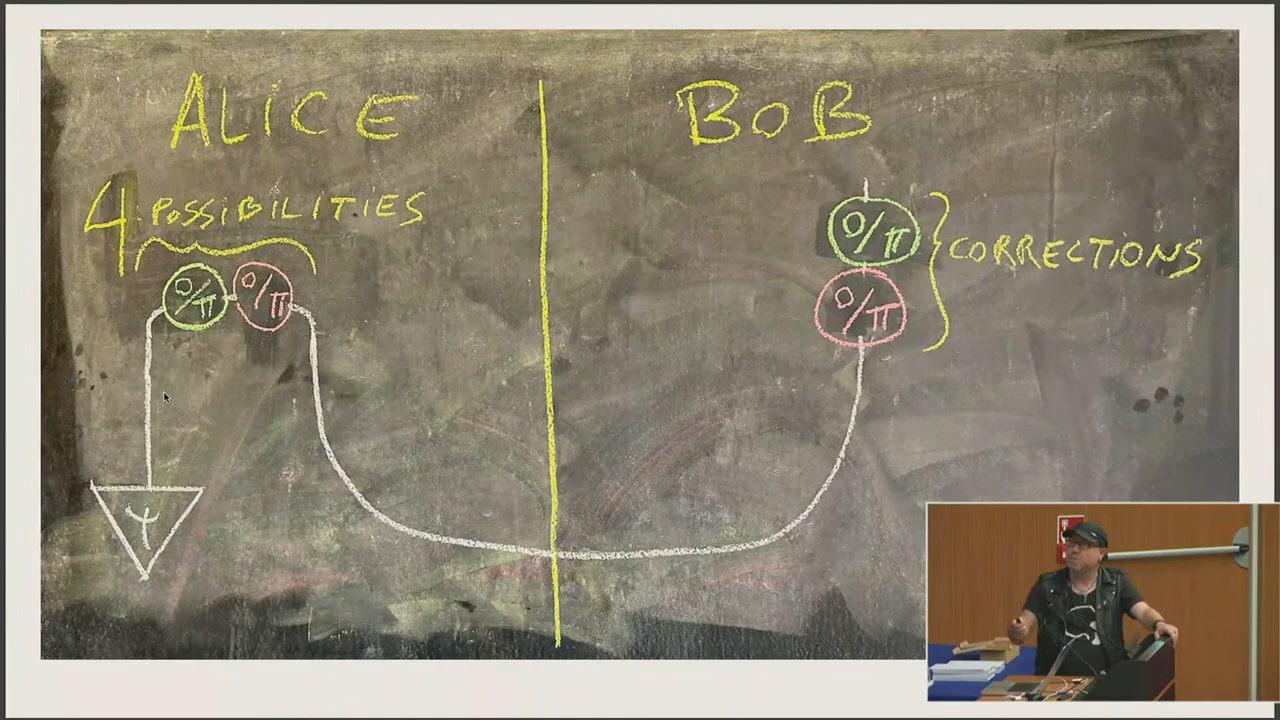 ALICE
BOB
4 POSSIBILITIES
0/π 0/π
ψ
0/π
0/π
CORRECTIONS